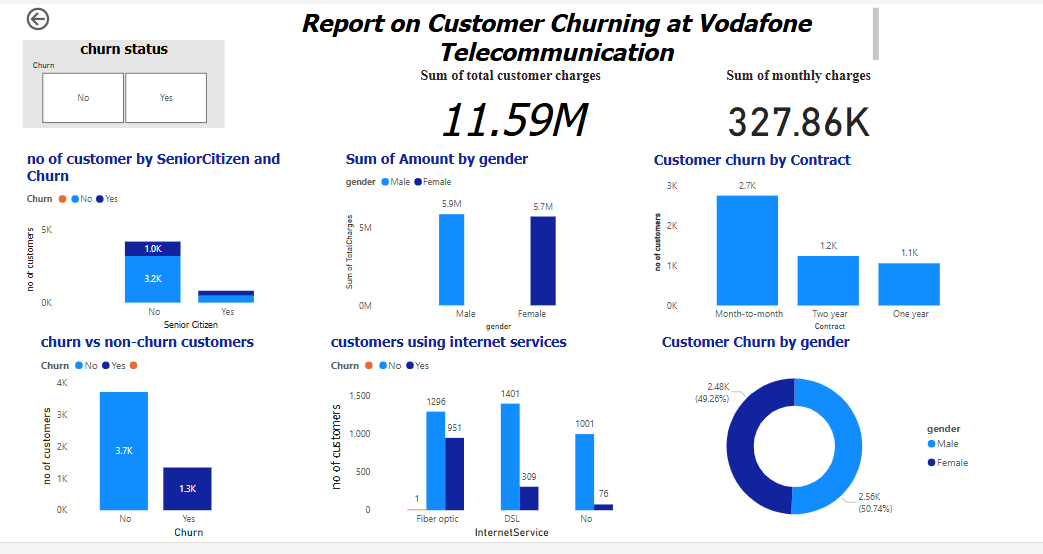 Report on Customer Churning at Vodafone
Telecommunication
churn status
Churn
No
Yes
Sum of total customer charges
11.59M
Sum of monthly charges
327.86K
no of customer by SeniorCitizen and
Churn
Churn No Yes
no of customers
5K
0K
1.0K
3.2K
No
Yes
Senior Citizen
Sum of Amount by gender
gender Male Female
Sum of TotalCharges
5M
0M
5.9M
5.7M
Male
Female
gender
Customer churn by Contract
no of customers
3K
2K
1K
0K
2.7K
1.2K
1.1K
Month-to-month
Two year
One year
Contract
churn vs non-churn customers
Churn No Yes
no of customers
4K
3K
2K
1K
0K
3.7K
1.3K
No
Yes
Churn
customers using internet services
Churn No Yes
no of customers
1,500
1,000
500
0
1
1296
951
1401
309
1001
76
Fiber optic
DSL
No
InternetService
Customer Churn by gender
2.48K
(49.26%)
2.56K
(50.74%)
gender
Male
Female